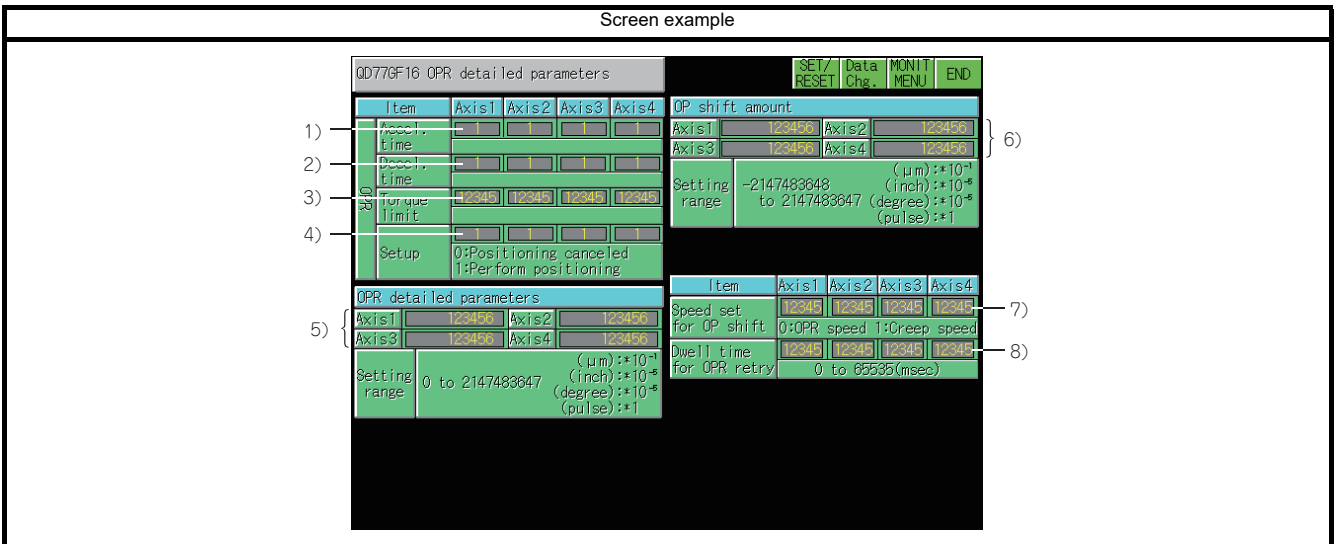 Screen example
QD77GF16 OPR detailed parameters
SET/ RESET
Data Chg.
MONIT MENU
END
Item Axis1 Axis2 Axis3 Axis4
OPR
1) Accel. time 1 1 1 1
2) Decel. time 1 1 1 1
3) Torque limit 12345 12345 12345 12345
4) Setup 1 1 1 1
0:Positioning canceled
1:Perform positioning
OPR detailed parameters
5) Axis1 123456 Axis2 123456
Axis3 123456 Axis4 123456
Setting range 0 to 2147483647
(μm):*10⁻¹
(inch):*10⁻⁵
(degree):*10⁻⁵
(pulse):*1
OP shift amount
Axis1 123456 Axis2 123456 6)
Axis3 123456 Axis4 123456
Setting range -2147483648 to 2147483647
(μm):*10⁻¹
(inch):*10⁻⁵
(degree):*10⁻⁵
(pulse):*1
Item Axis1 Axis2 Axis3 Axis4
Speed set for OP shift 12345 12345 12345 12345 7)
0:OPR speed 1:Creep speed
Dwell time for OPR retry 12345 12345 12345 12345 8)
0 to 65535(msec)